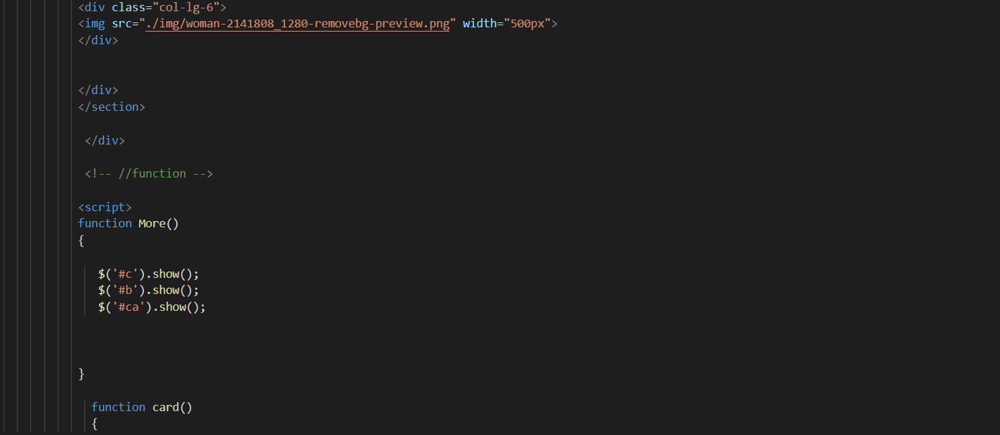 <div class="col-lg-6">
<img src="./img/woman-2141808_1280-removebg-preview.png" width="500px">
</div>
</div>
</section>
</div>
<!-- //function -->
<script>
function More()
{
$('#c').show();
$('#b').show();
$('#ca').show();
}
function card()
{